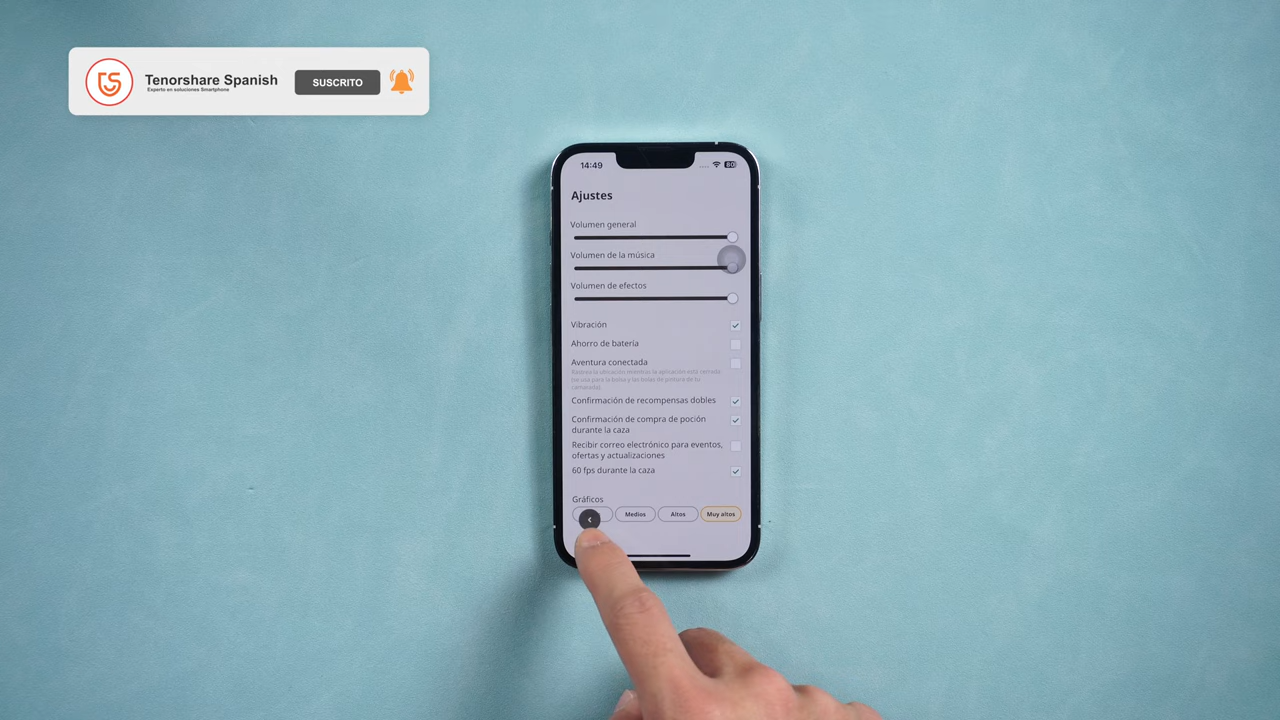 Tenorshare Spanish
Experto en soluciones Smartphone
SUSCRITO
14:49
80
Ajustes
Volumen general
Volumen de la música
Volumen de efectos
Vibración
Ahorro de batería
Aventura conectada
Confirmación de recompensas dobles
Confirmación de compra de poción
durante la caza
Recibir correo electrónico para eventos,
ofertas y actualizaciones
60 fps durante la caza
Gráficos
Medios
Altos
Muy altos